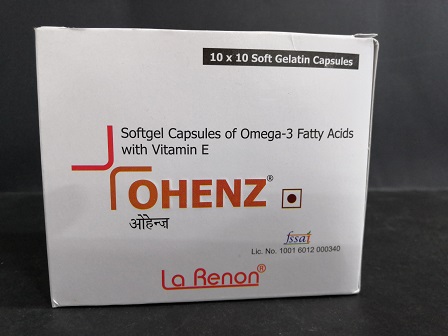 10 x 10 Soft Gelatin Capsules
Softgel Capsules of Omega-3 Fatty Acids
with Vitamin E
OHENZ®
ओहेन्ज
fssai
Lic. No. 1001 6012 000340
La Renon®